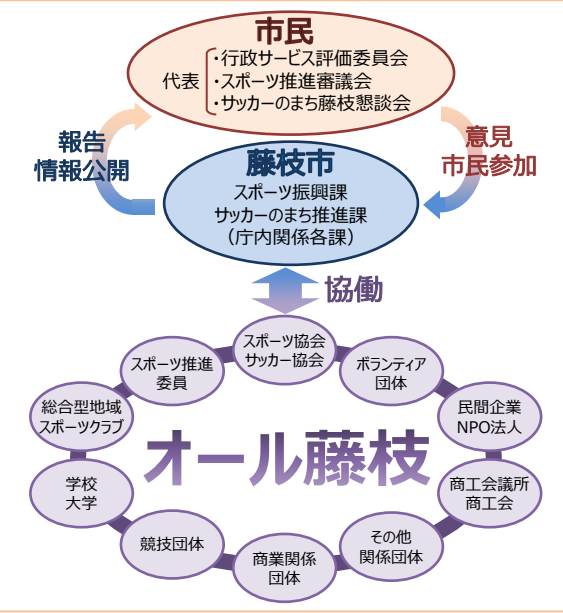 市民
代表
・行政サービス評価委員会
・スポーツ推進審議会
・サッカーのまち藤枝懇談会
報告
情報公開
意見
市民参加
藤枝市
スポーツ振興課
サッカーのまち推進課
（庁内関係各課）
協働
スポーツ協会
サッカー協会
スポーツ推進
委員
ボランティア
団体
総合型地域
スポーツクラブ
民間企業
NPO法人
オール藤枝
学校
大学
商工会議所
商工会
競技団体
商業関係
団体
その他
関係団体